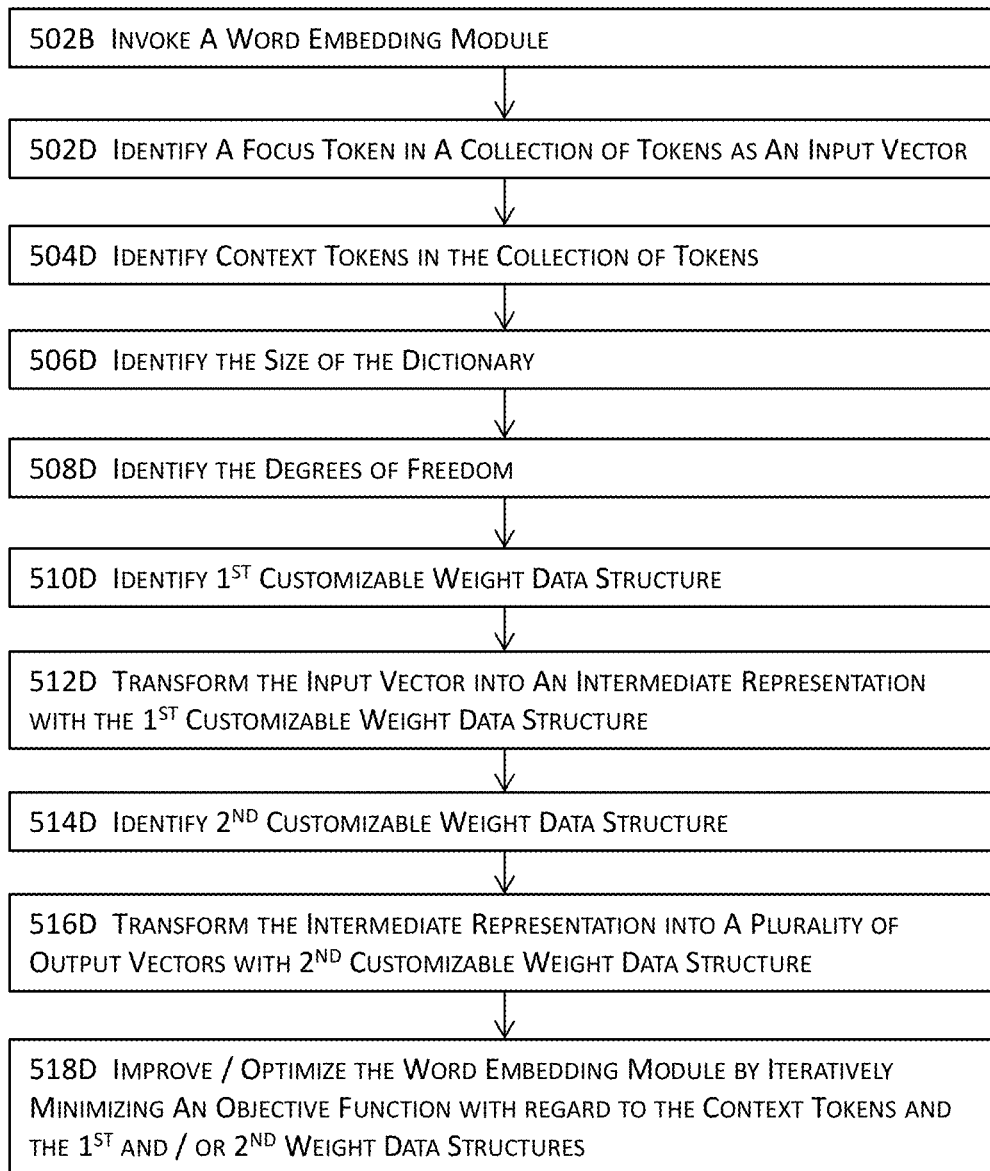 502B INVOKE A WORD EMBEDDING MODULE
502D IDENTIFY A FOCUS TOKEN IN A COLLECTION OF TOKENS AS AN INPUT VECTOR
504D IDENTIFY CONTEXT TOKENS IN THE COLLECTION OF TOKENS
506D IDENTIFY THE SIZE OF THE DICTIONARY
508D IDENTIFY THE DEGREES OF FREEDOM
510D IDENTIFY 1ST CUSTOMIZABLE WEIGHT DATA STRUCTURE
512D TRANSFORM THE INPUT VECTOR INTO AN INTERMEDIATE REPRESENTATION
WITH THE 1ST CUSTOMIZABLE WEIGHT DATA STRUCTURE
514D IDENTIFY 2ND CUSTOMIZABLE WEIGHT DATA STRUCTURE
516D TRANSFORM THE INTERMEDIATE REPRESENTATION INTO A PLURALITY OF
OUTPUT VECTORS WITH 2ND CUSTOMIZABLE WEIGHT DATA STRUCTURE
518D IMPROVE / OPTIMIZE THE WORD EMBEDDING MODULE BY ITERATIVELY
MINIMIZING AN OBJECTIVE FUNCTION WITH REGARD TO THE CONTEXT TOKENS AND
THE 1ST AND / OR 2ND WEIGHT DATA STRUCTURES